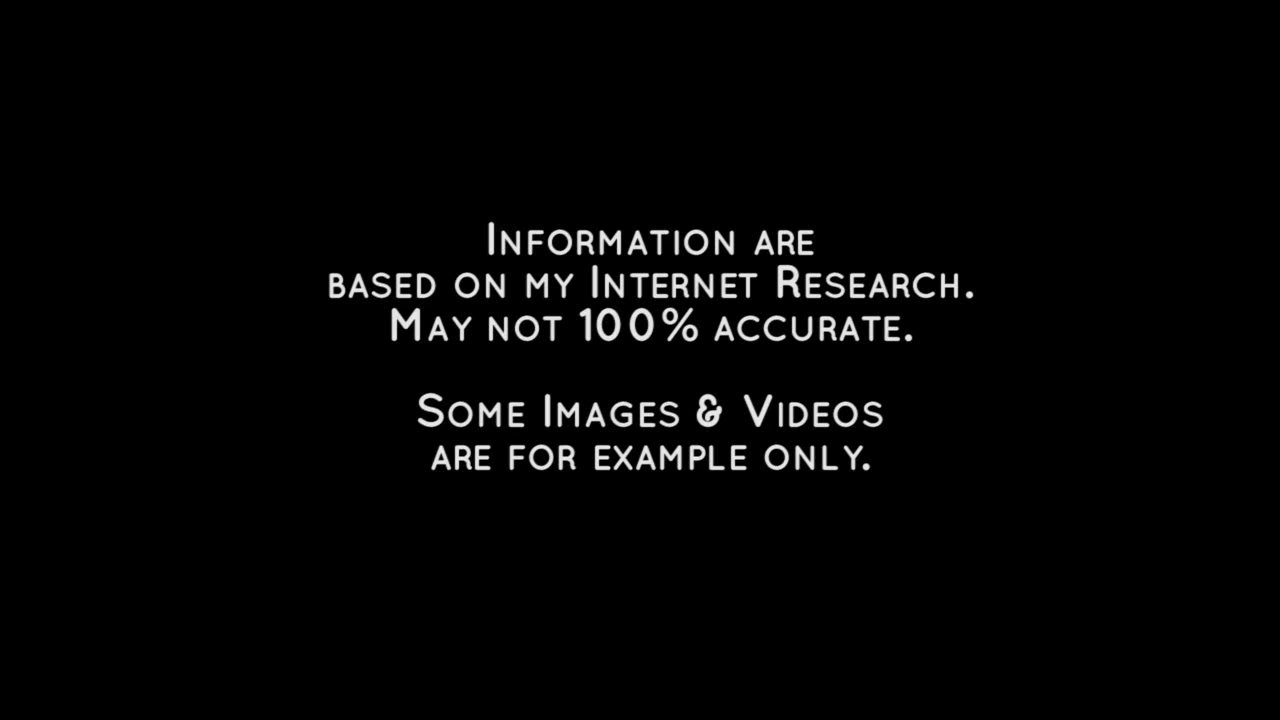 Information are
based on my Internet Research.
May not 100% accurate.
Some Images & Videos
are for example only.